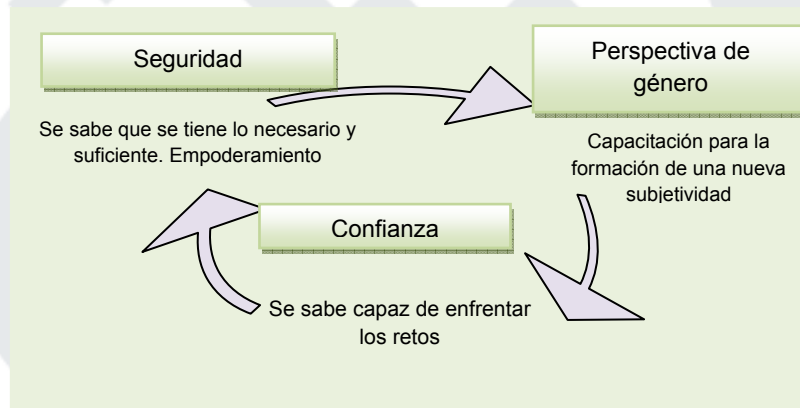 Seguridad
Se sabe que se tiene lo necesario y
suficiente. Empoderamiento
Perspectiva de
género
Capacitación para la
formación de una nueva
subjetividad
Confianza
Se sabe capaz de enfrentar
los retos